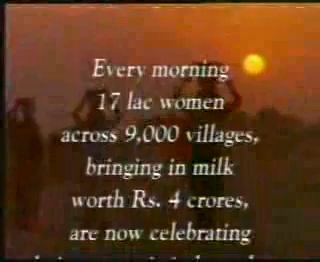 Every morning
17 lac women
across 9,000 villages,
bringing in milk
worth Rs. 4 crores,
are now celebrating